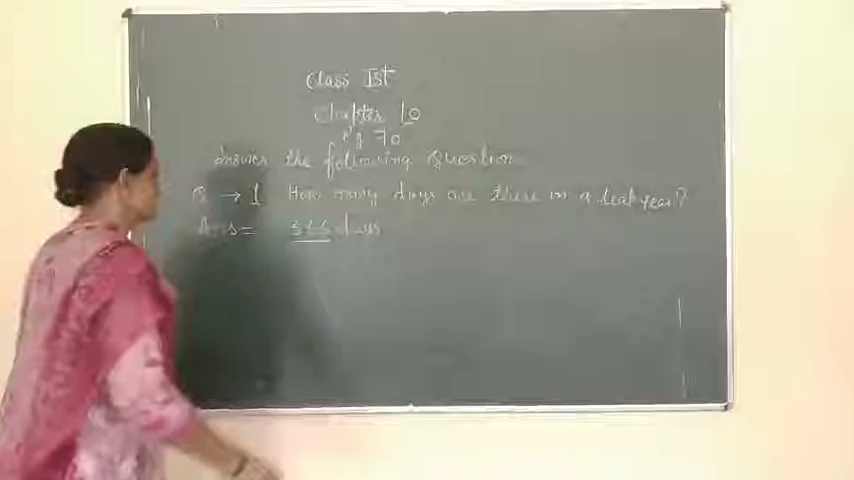 Class Ist
Chapter 10
Pg 70
Answer the following Question
Q → 1 How many days are there in a leap year?
Ans = 366 days